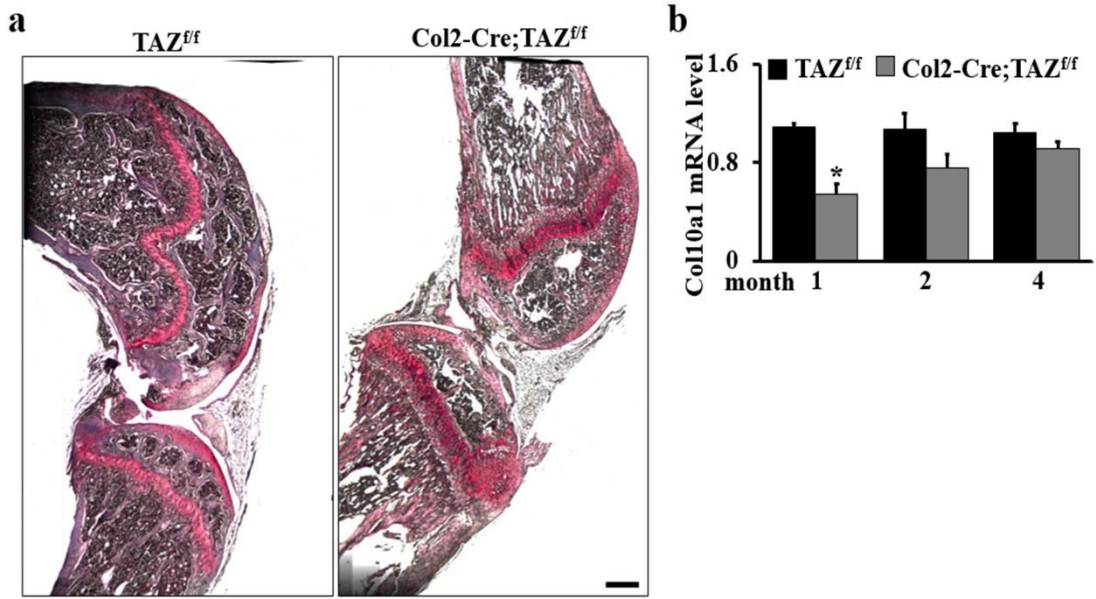 a
TAZf/f
Col2-Cre;TAZf/f
b
Col10a1 mRNA level
1.6
0.8
0
TAZf/f
Col2-Cre;TAZf/f
*
month 1 2 4